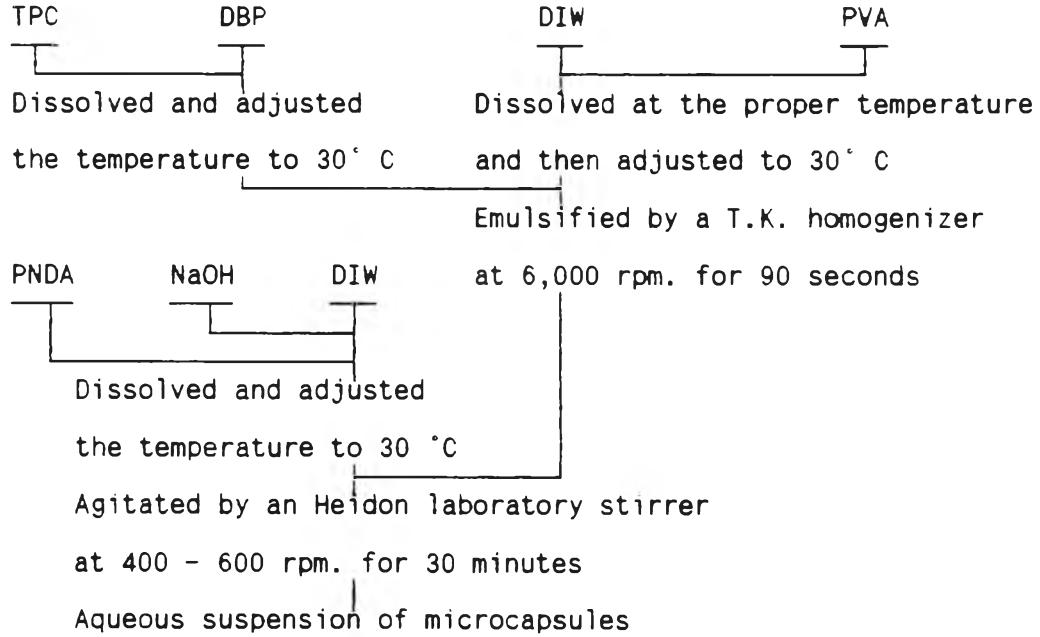 TPC DBP DIW PVA
Dissolved and adjusted
the temperature to 30° C
Dissolved at the proper temperature
and then adjusted to 30° C
Emulsified by a T.K. homogenizer
at 6,000 rpm. for 90 seconds
PNDA NaOH DIW
Dissolved and adjusted
the temperature to 30 °C
Agitated by an Heidon laboratory stirrer
at 400 - 600 rpm. for 30 minutes
Aqueous suspension of microcapsules